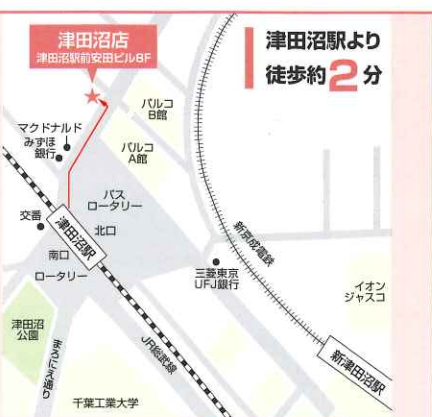 津田沼店
津田沼駅前安田ビル8F
津田沼駅より
徒歩約2分
パルコ
B館
マクドナルド
みずほ
銀行
パルコ
A館
バス
ロータリー
交番
北口
津田沼駅
南口
ロータリー
新京成電鉄
三菱東京
UFJ銀行
イオン
ジャスコ
津田沼
公園
まろにえ通り
JR総武線
新津田沼駅
千葉工業大学